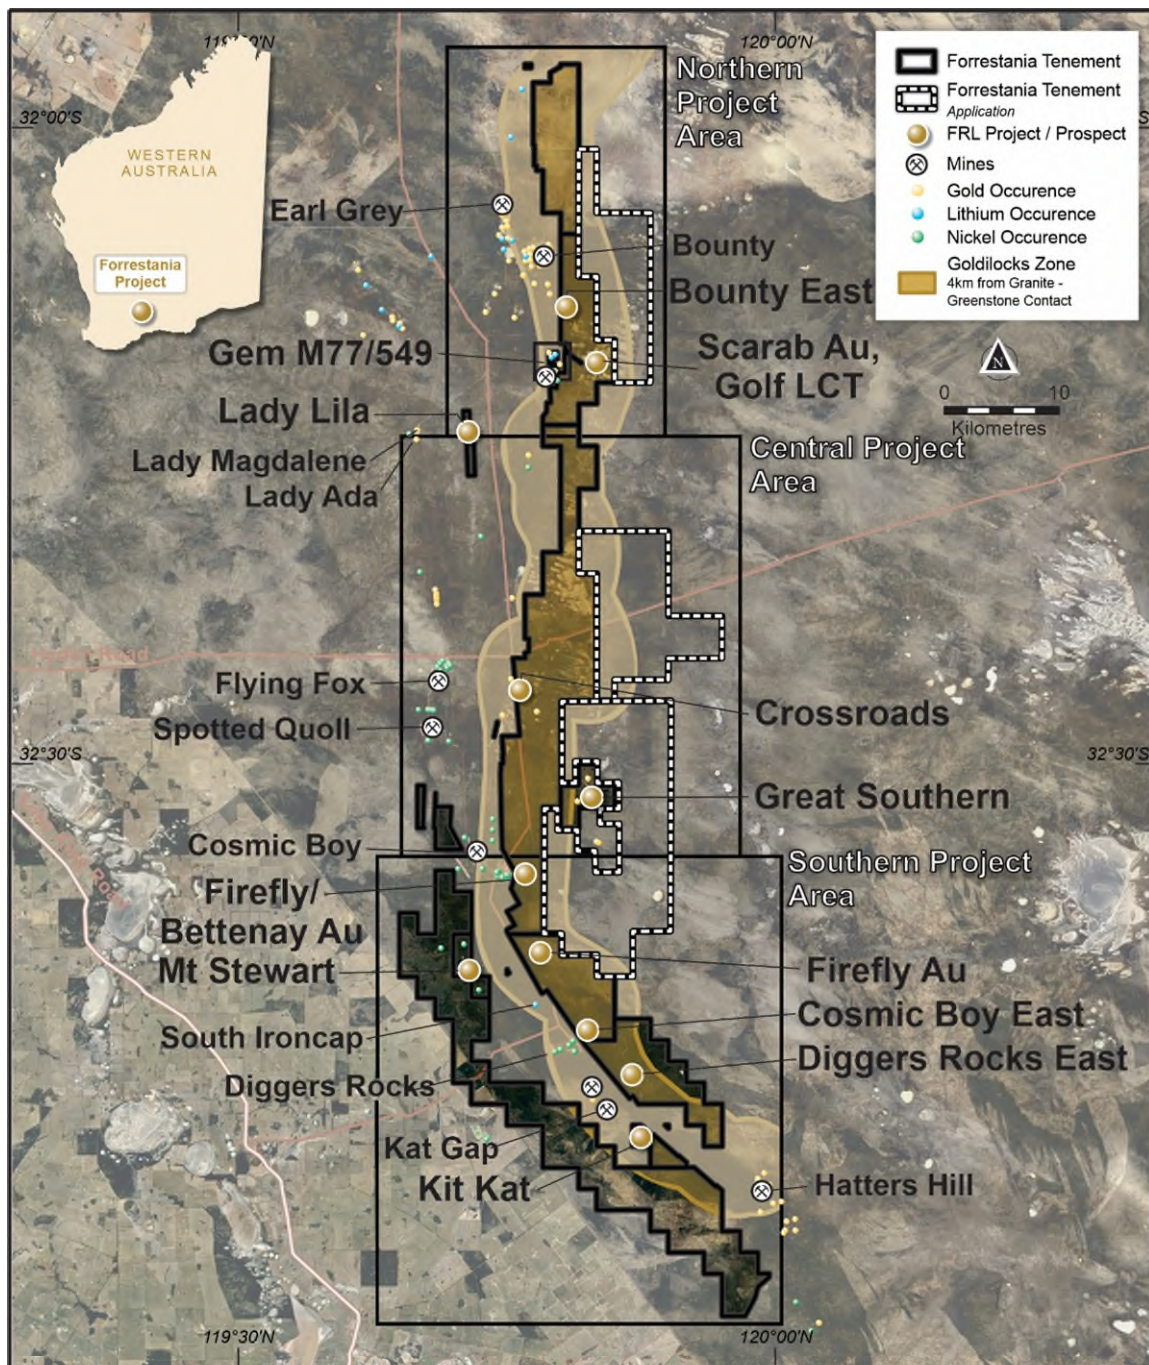 119°30'N
120°00'N
32°00'S
WESTERN
AUSTRALIA
Forrestania
Project
Northern
Project
Area
Forrestania Tenement
Forrestania Tenement
Application
FRL Project / Prospect
Mines
Gold Occurence
Lithium Occurence
Nickel Occurence
Goldilocks Zone
4km from Granite -
Greenstone Contact
N
0
10
10
Kilometres
Earl Grey
Bounty
Bounty East
Gem M77/549
Scarab Au,
Golf LCT
Lady Lila
Lady Magdalene
Lady Ada
Central Project
Area
Flying Fox
Spotted Quoll
Crossroads
32°30'S
32°30'S
Great Southern
Cosmic Boy
Southern Project
Area
Firefly/
Bettenay Au
Mt Stewart
Firefly Au
South Ironcap
Cosmic Boy East
Diggers Rocks
Diggers Rocks East
Kat Gap
Kit Kat
Hatters Hill
119°30'N
120°00'N